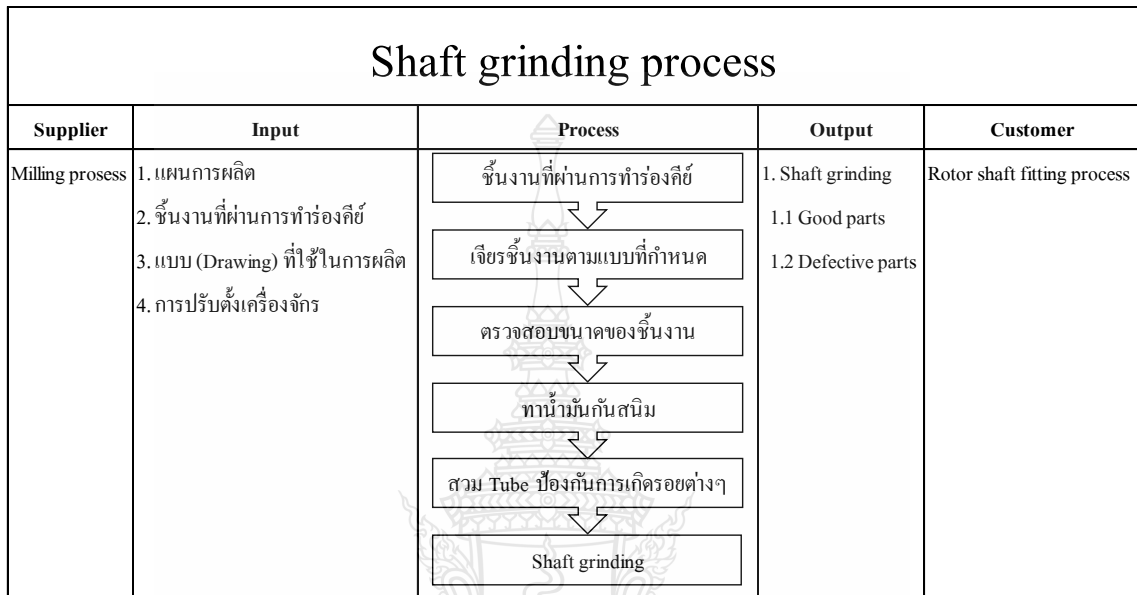 Shaft grinding process
Supplier
Input
Process
Output
Customer
Milling prosess
1. แผนการผลิต
2. ชิ้นงานที่ผ่านการทำร่องคีย์
3. แบบ (Drawing) ที่ใช้ในการผลิต
4. การปรับตั้งเครื่องจักร
ชิ้นงานที่ผ่านการทำร่องคีย์
เจียรชิ้นงานตามแบบที่กำหนด
ตรวจสอบขนาดของชิ้นงาน
ทาน้ำมันกันสนิม
สวม Tube ป้องกันการเกิดรอยต่างๆ
Shaft grinding
1. Shaft grinding
1.1 Good parts
1.2 Defective parts
Rotor shaft fitting process